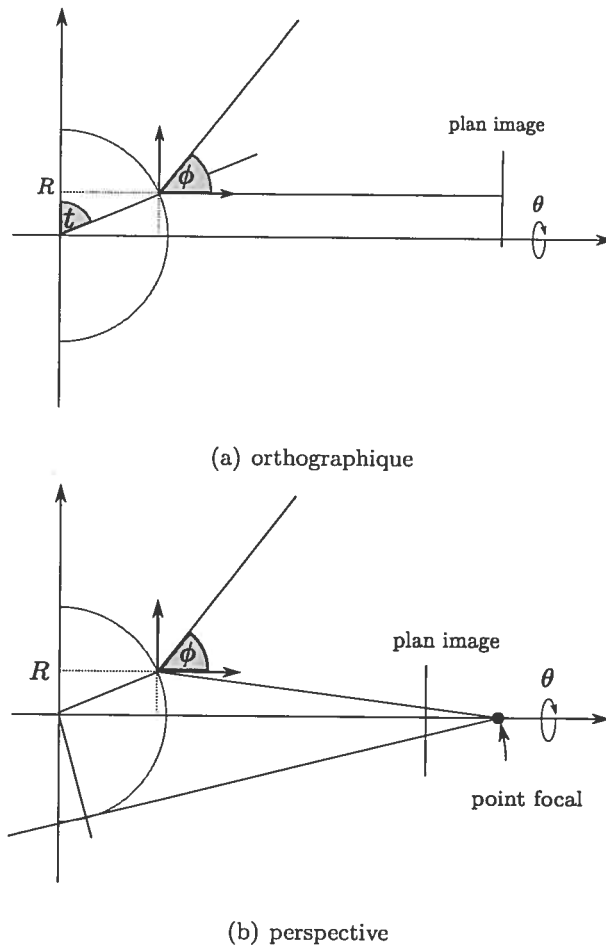 plan image
ϕ
R
θ
t
(a) orthographique
plan image
ϕ
R
θ
point focal
(b) perspective